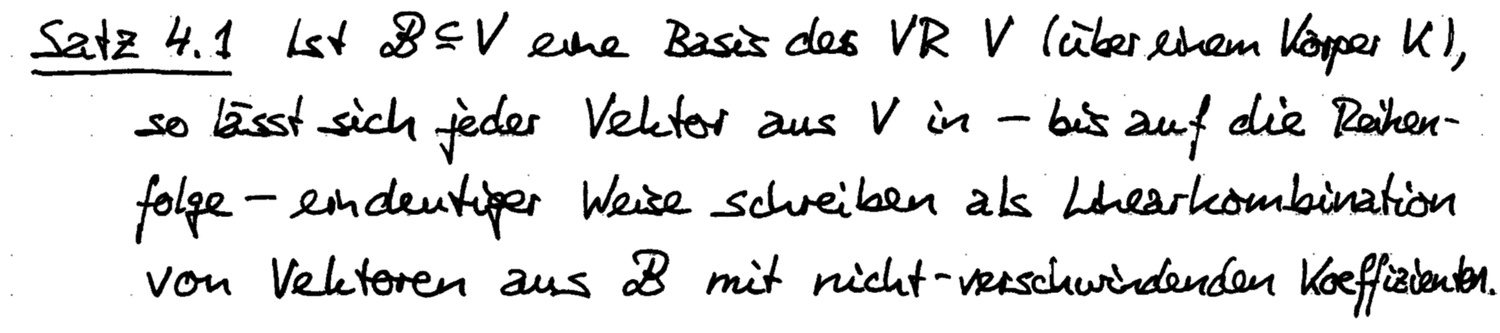 Satz 4.1 Ist ℬ ⊆ V eine Basis des VR V (über einem Körper K),
so lässt sich jeder Vektor aus V in – bis auf die Reihen-
folge – eindeutiger Weise schreiben als Linearkombination
von Vektoren aus ℬ mit nicht-verschwindenden Koeffizienten.